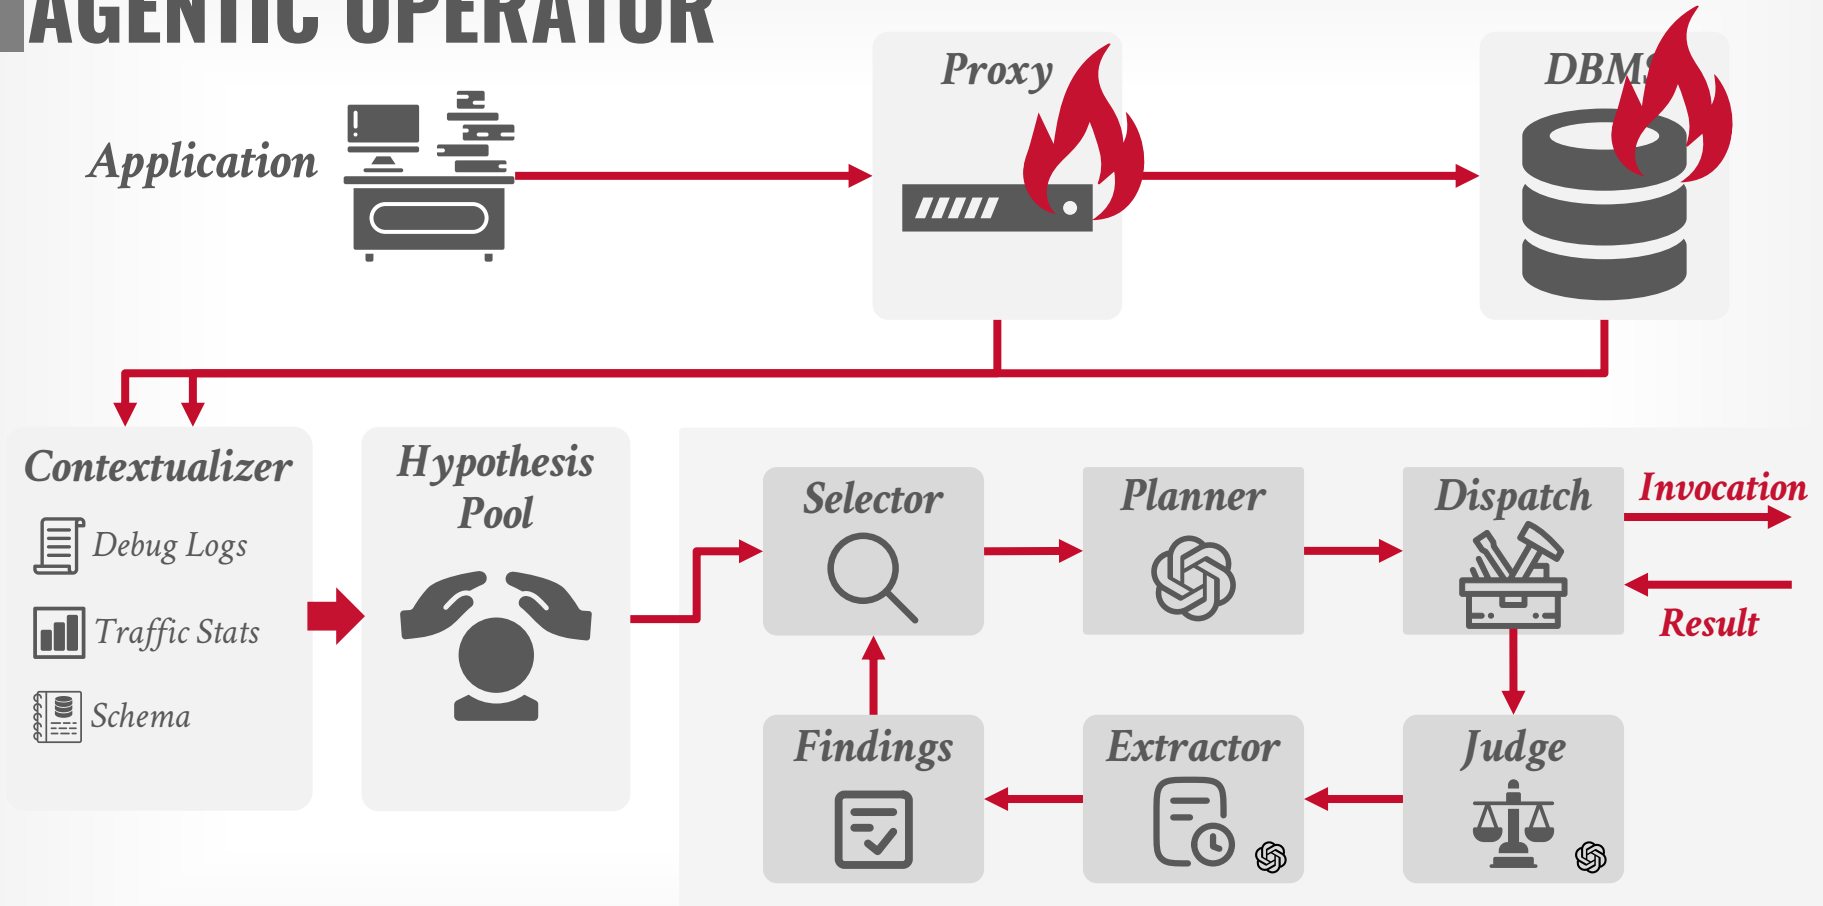 AGENTIC OPERATOR
Proxy
DBMS
Application
Contextualizer
Debug Logs
Traffic Stats
Schema
Hypothesis
Pool
Selector
Planner
Dispatch
Invocation
Result
Findings
Extractor
Judge